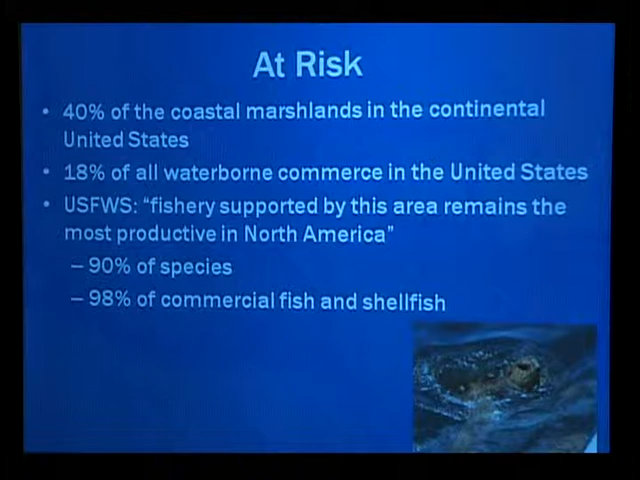 At Risk
• 40% of the coastal marshlands in the continental
United States
• 18% of all waterborne commerce in the United States
• USFWS: “fishery supported by this area remains the
most productive in North America”
– 90% of species
– 98% of commercial fish and shellfish